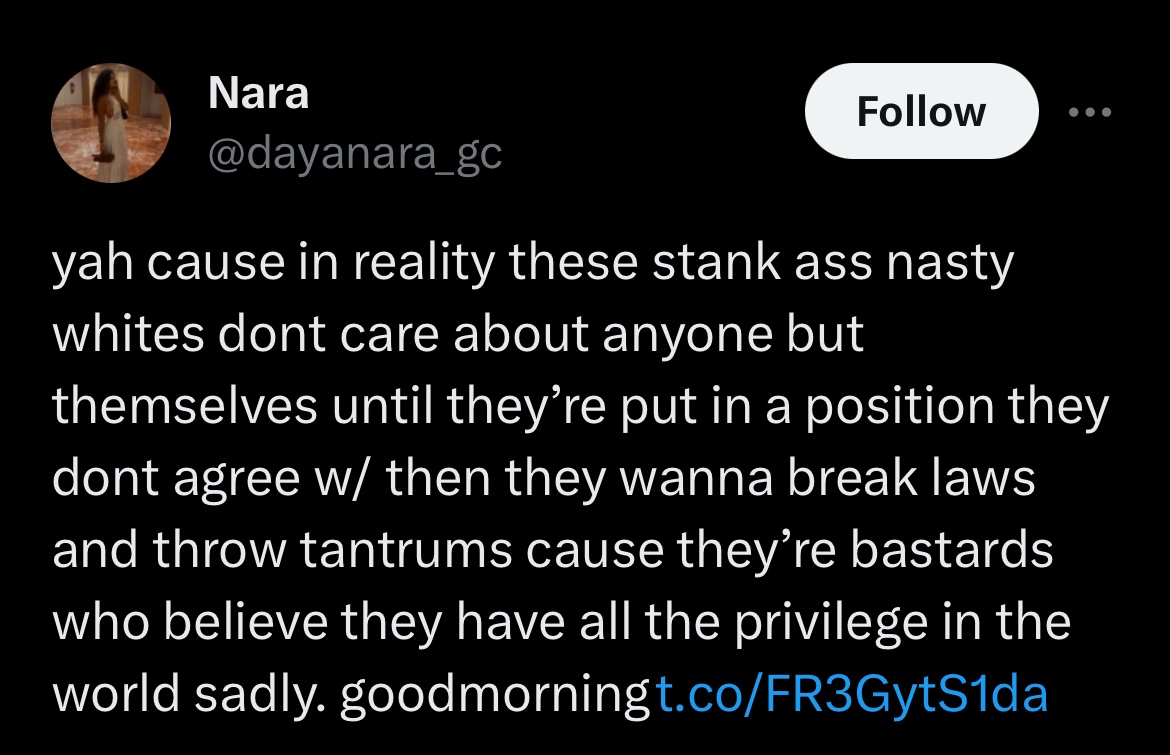 Nara
@dayanara_gc
Follow
yah cause in reality these stank ass nasty
whites dont care about anyone but
themselves until they’re put in a position they
dont agree w/ then they wanna break laws
and throw tantrums cause they’re bastards
who believe they have all the privilege in the
world sadly. goodmorning t.co/FR3GytS1da